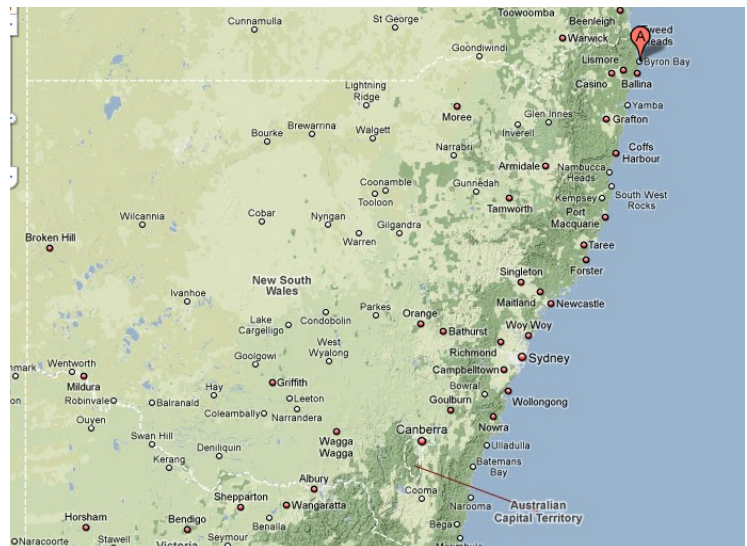 Cunnamulla
St George
Toowoomba
Beenleigh
Tweed
Heads
A
Warwick
Goondiwindi
Byron Bay
Lismore
Casino
Ballina
Lightning
Ridge
Yamba
Moree
Glen Innes
Grafton
Bourke
Brewarrina
Walgett
Inverell
Narrabri
Coffs
Harbour
Armidale
Nambucca
Heads
Coonamble
Tooloon
Gunnedah
Kempsey
South West
Rocks
Tamworth
Port
Macquarie
Wilcannia
Cobar
Nyngan
Gilgandra
Warren
Broken Hill
Taree
Forster
Singleton
New South
Wales
Ivanhoe
Maitland
Newcastle
Parkes
Orange
Lake
Cargelligo
Condobolin
Bathurst
Woy Woy
West
Wyalong
Richmond
Sydney
Goolgowi
Campbelltown
Wentworth
Mildura
Griffith
Bowral
Hay
Leeton
Goulburn
Wollongong
Robinvale
Balranald
Coleambally
Narrandera
Ouyen
Nowra
Canberra
Wagga
Wagga
Swan Hill
Ulladulla
Deniliquin
Kerang
Batemans
Bay
Albury
Shepparton
Wangaratta
Cooma
Narooma
Australian
Capital Territory
Horsham
Bendigo
Benalla
Bega
Naracoorte
Stawell
Victoria
Seymour